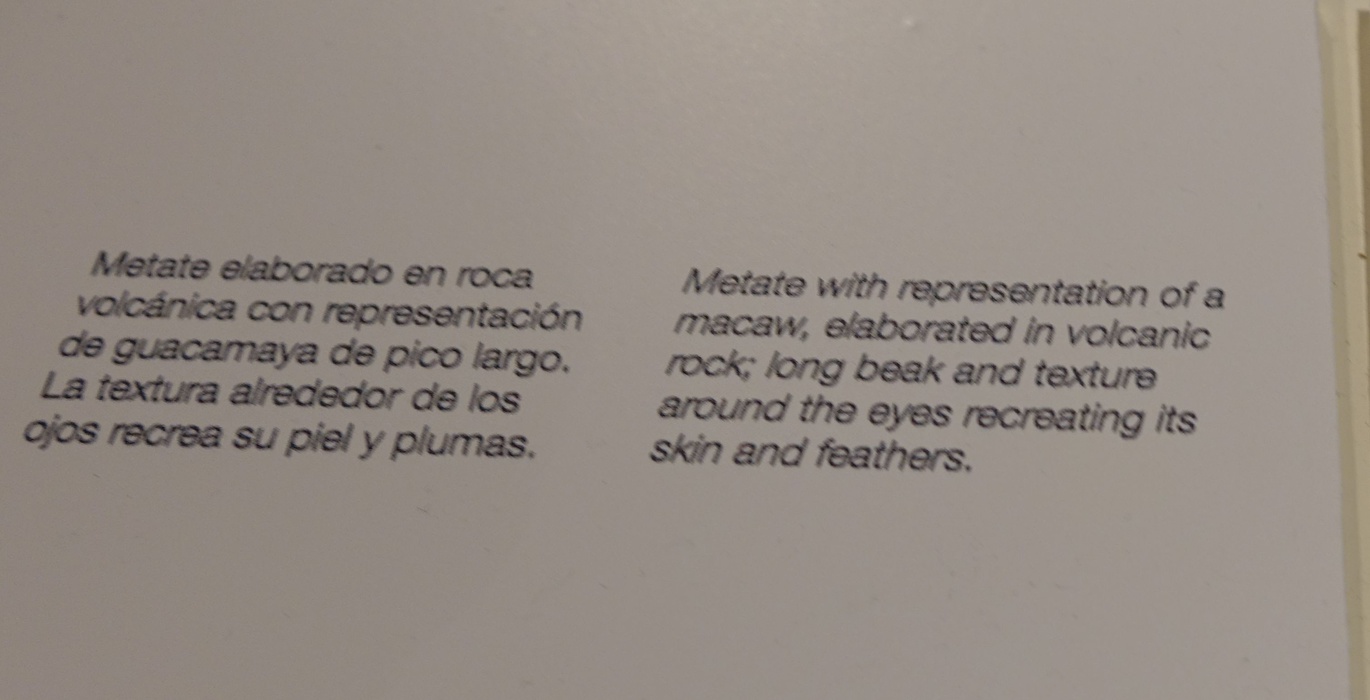 Metate elaborado en roca
volcánica con representación
de guacamaya de pico largo.
La textura alrededor de los
ojos recrea su piel y plumas.
Metate with representation of a
macaw, elaborated in volcanic
rock; long beak and texture
around the eyes recreating its
skin and feathers.